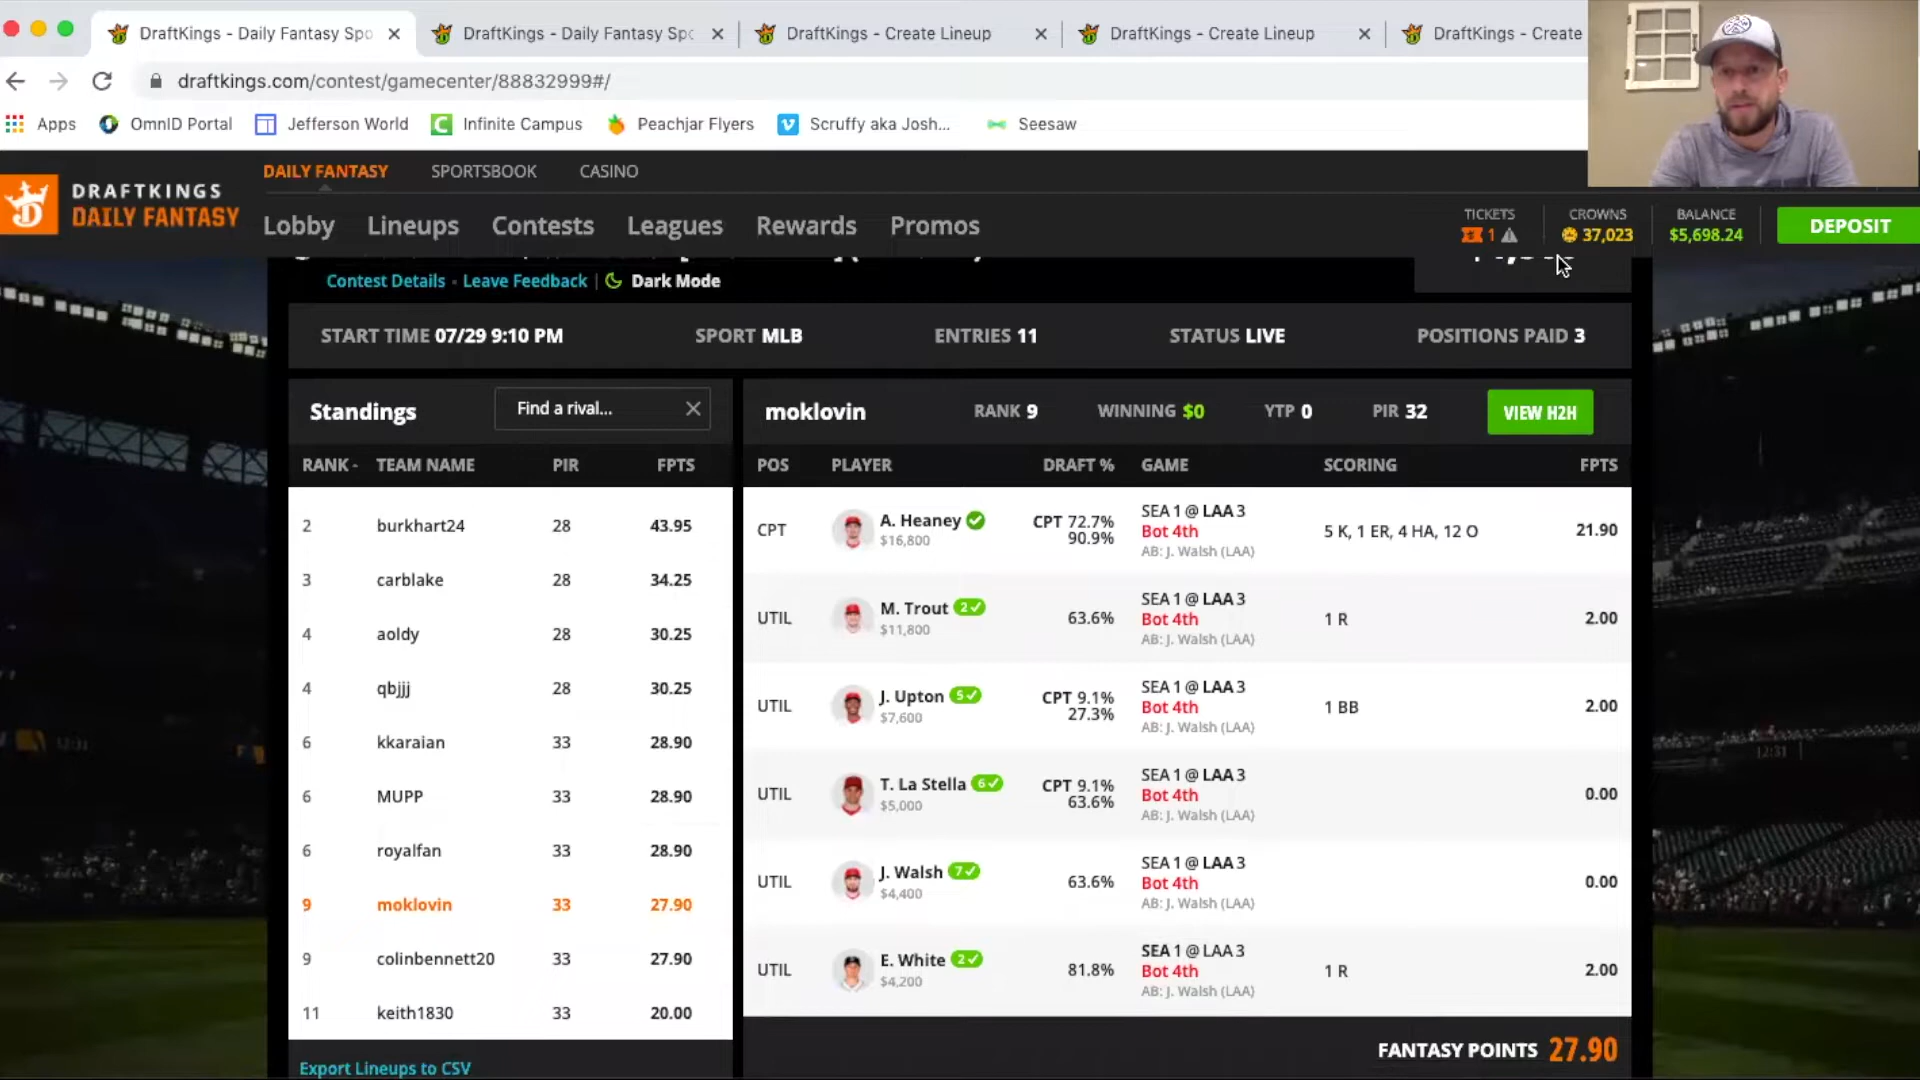 DraftKings - Daily Fantasy Spo
DraftKings - Daily Fantasy Spo
DraftKings - Create Lineup
DraftKings - Create Lineup
DraftKings - Create
draftkings.com/contest/gamecenter/88832999#/
Apps
OmnID Portal
Jefferson World
Infinite Campus
Peachjar Flyers
Scruffy aka Josh...
Seesaw
DRAFTKINGS
DAILY FANTASY
DAILY FANTASY
SPORTSBOOK
CASINO
Lobby
Lineups
Contests
Leagues
Rewards
Promos
TICKETS
1
CROWNS
37,023
BALANCE
$5,698.24
DEPOSIT
Contest Details - Leave Feedback | Dark Mode
START TIME 07/29 9:10 PM
SPORT MLB
ENTRIES 11
STATUS LIVE
POSITIONS PAID 3
Standings
Find a rival...
RANK TEAM NAME PIR FPTS
2 burkhart24 28 43.95
3 carblake 28 34.25
4 aoldy 28 30.25
4 qbjjj 28 30.25
6 kkaraian 33 28.90
6 MUPP 33 28.90
6 royalfan 33 28.90
9 moklovin 33 27.90
9 colinbennett20 33 27.90
11 keith1830 33 20.00
Export Lineups to CSV
moklovin
RANK 9
WINNING $0
YTP 0
PIR 32
VIEW H2H
POS PLAYER DRAFT % GAME SCORING FPTS
CPT A. Heaney CPT 72.7% SEA 1 @ LAA 3 5 K, 1 ER, 4 HA, 12 O 21.90
$16,800 90.9% Bot 4th
AB: J. Walsh (LAA)
UTIL M. Trout 2 63.6% SEA 1 @ LAA 3 1 R 2.00
$11,800 Bot 4th
AB: J. Walsh (LAA)
UTIL J. Upton 5 CPT 9.1% SEA 1 @ LAA 3 1 BB 2.00
$7,600 27.3% Bot 4th
AB: J. Walsh (LAA)
UTIL T. La Stella 6 CPT 9.1% SEA 1 @ LAA 3 0.00
$5,000 63.6% Bot 4th
AB: J. Walsh (LAA)
UTIL J. Walsh 7 63.6% SEA 1 @ LAA 3 0.00
$4,400 Bot 4th
AB: J. Walsh (LAA)
UTIL E. White 2 81.8% SEA 1 @ LAA 3 1 R 2.00
$4,200 Bot 4th
AB: J. Walsh (LAA)
FANTASY POINTS 27.90